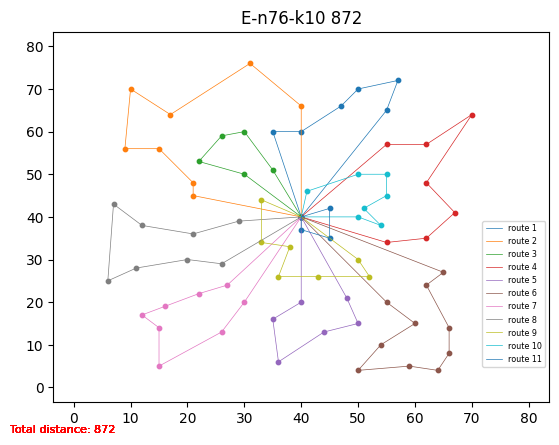 E-n76-k10 872
80
70
60
50
40
30
20
10
0
route 1
route 2
route 3
route 4
route 5
route 6
route 7
route 8
route 9
route 10
route 11
0 10 20 30 40 50 60 70 80
Total distance: 872